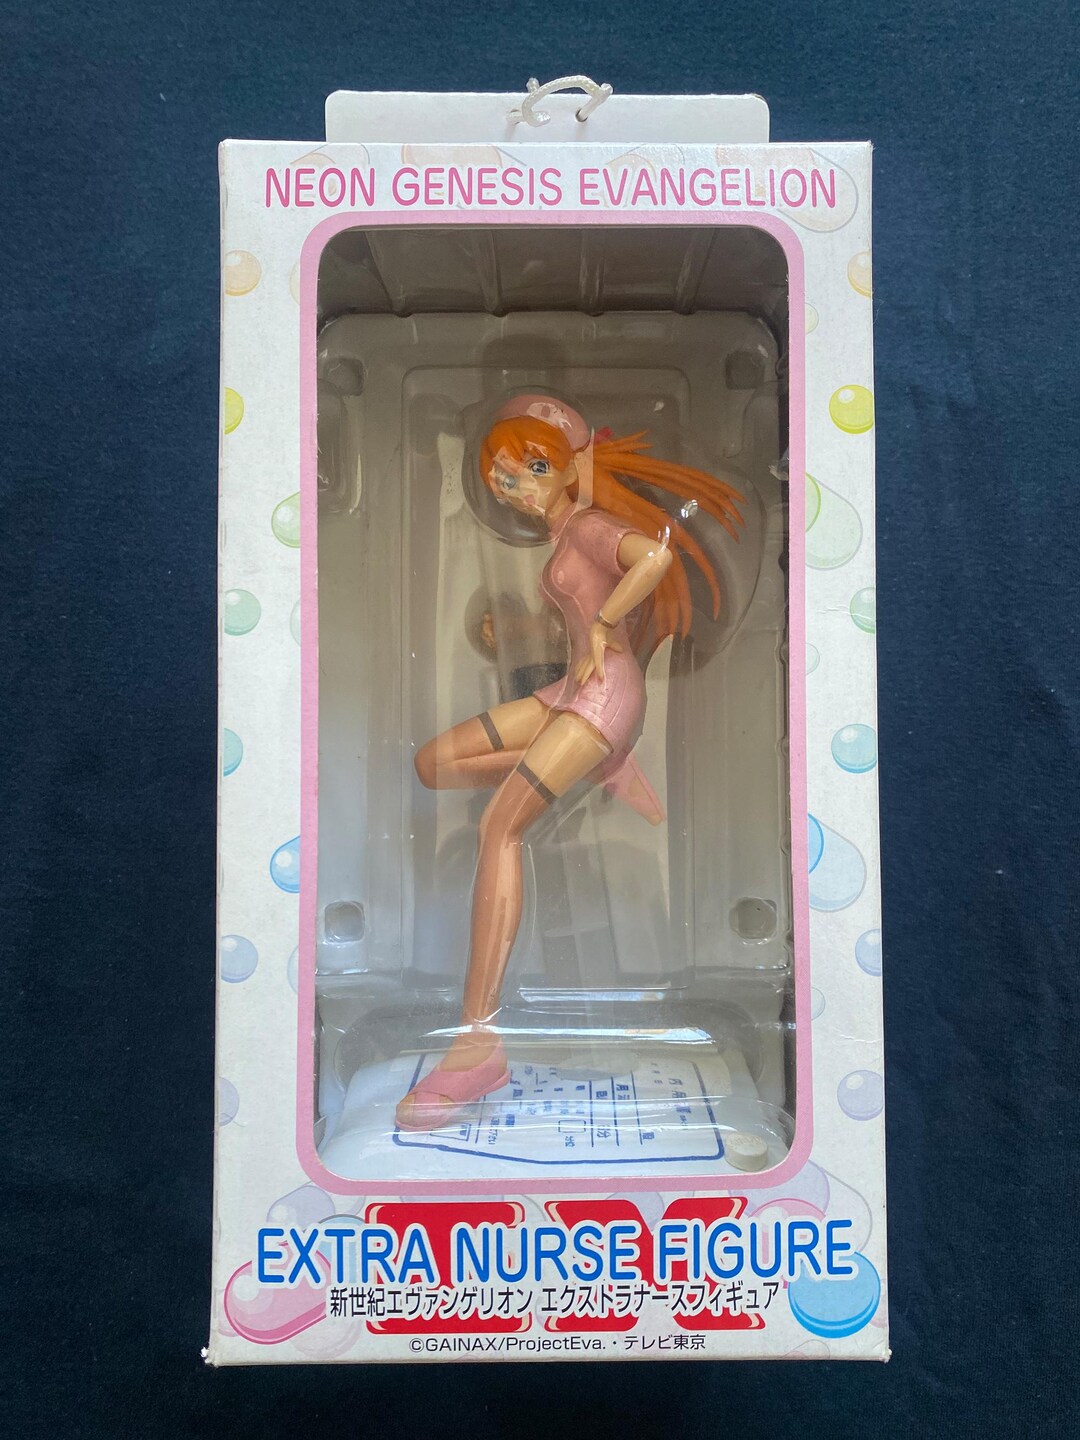 NEON GENESIS EVANGELION
EX
EXTRA NURSE FIGURE
新世紀エヴァンゲリオン エクストラナースフィギュア
©GAINAX/ProjectEva.・テレビ東京